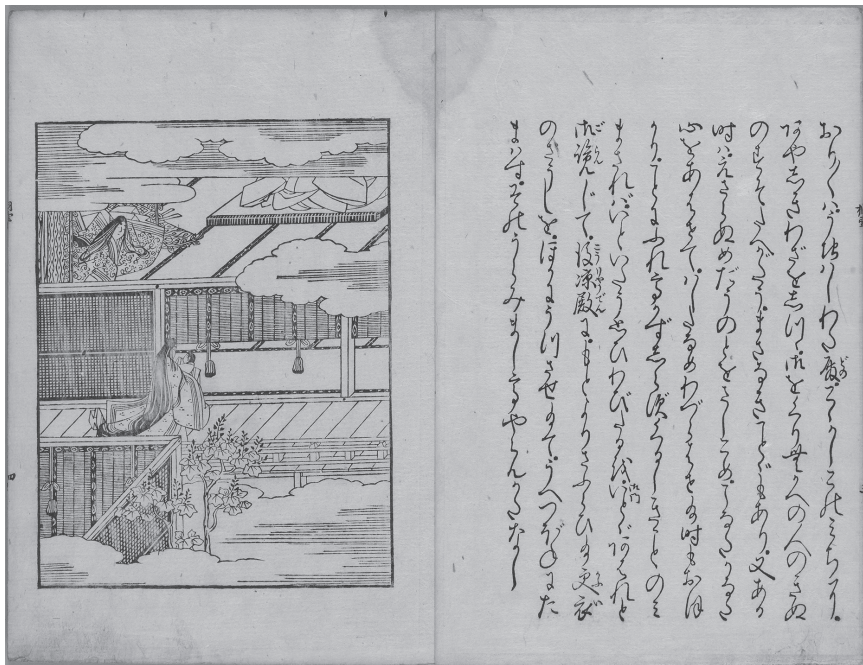 おり〳〵は、うちはしわた殿、こゝかしこのみちに、
あやしきわざをしつゝ、御をくりむかへの人のきぬ
のすそたへがたう、まさなきことゞもあり。又ある
時は、えさらぬめだうのとをさしこめ、こなたかなた
心をあはせて、はしたなめわづらはせ給時もおほ
かり。ことにふれて、かずしらずくるしきことのみ
まされば、いといたう思ひわびたるを、いとゞあはれと
御覧じて、後涼殿に、もとよりさふらひ給更衣
のざうしを、ほかにうつさせ給て、うへつぼねにた
まはす。そのうらみましてやらんかたなし